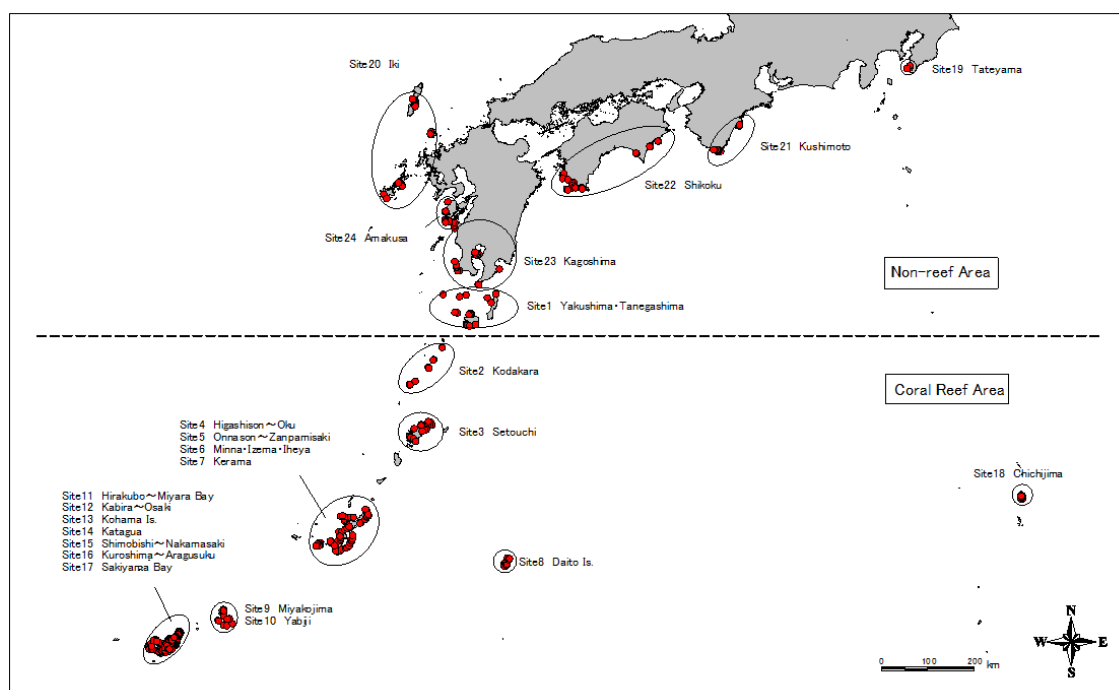 Site20 Iki
Site19 Tateyama
Site21 Kushimoto
Site22 Shikoku
Site24 Amakusa
Site23 Kagoshima
Non-reef Area
Site1 Yakushima・Tanegashima
Site2 Kodakara
Coral Reef Area
Site4 Higashison～Oku
Site5 Onnason～Zanpamisaki
Site6 Minna・Izema・Iheya
Site7 Kerama
Site3 Setouchi
Site18 Chichijima
Site11 Hirakubo～Miyara Bay
Site12 Kabira～Osaki
Site13 Kohama Is.
Site14 Katagua
Site15 Shimobishi～Nakamasaki
Site16 Kuroshima～Aragusuku
Site17 Sakiyama Bay
Site8 Daito Is.
Site9 Miyakojima
Site10 Yabiji
N
W E
S
0 100 200
km